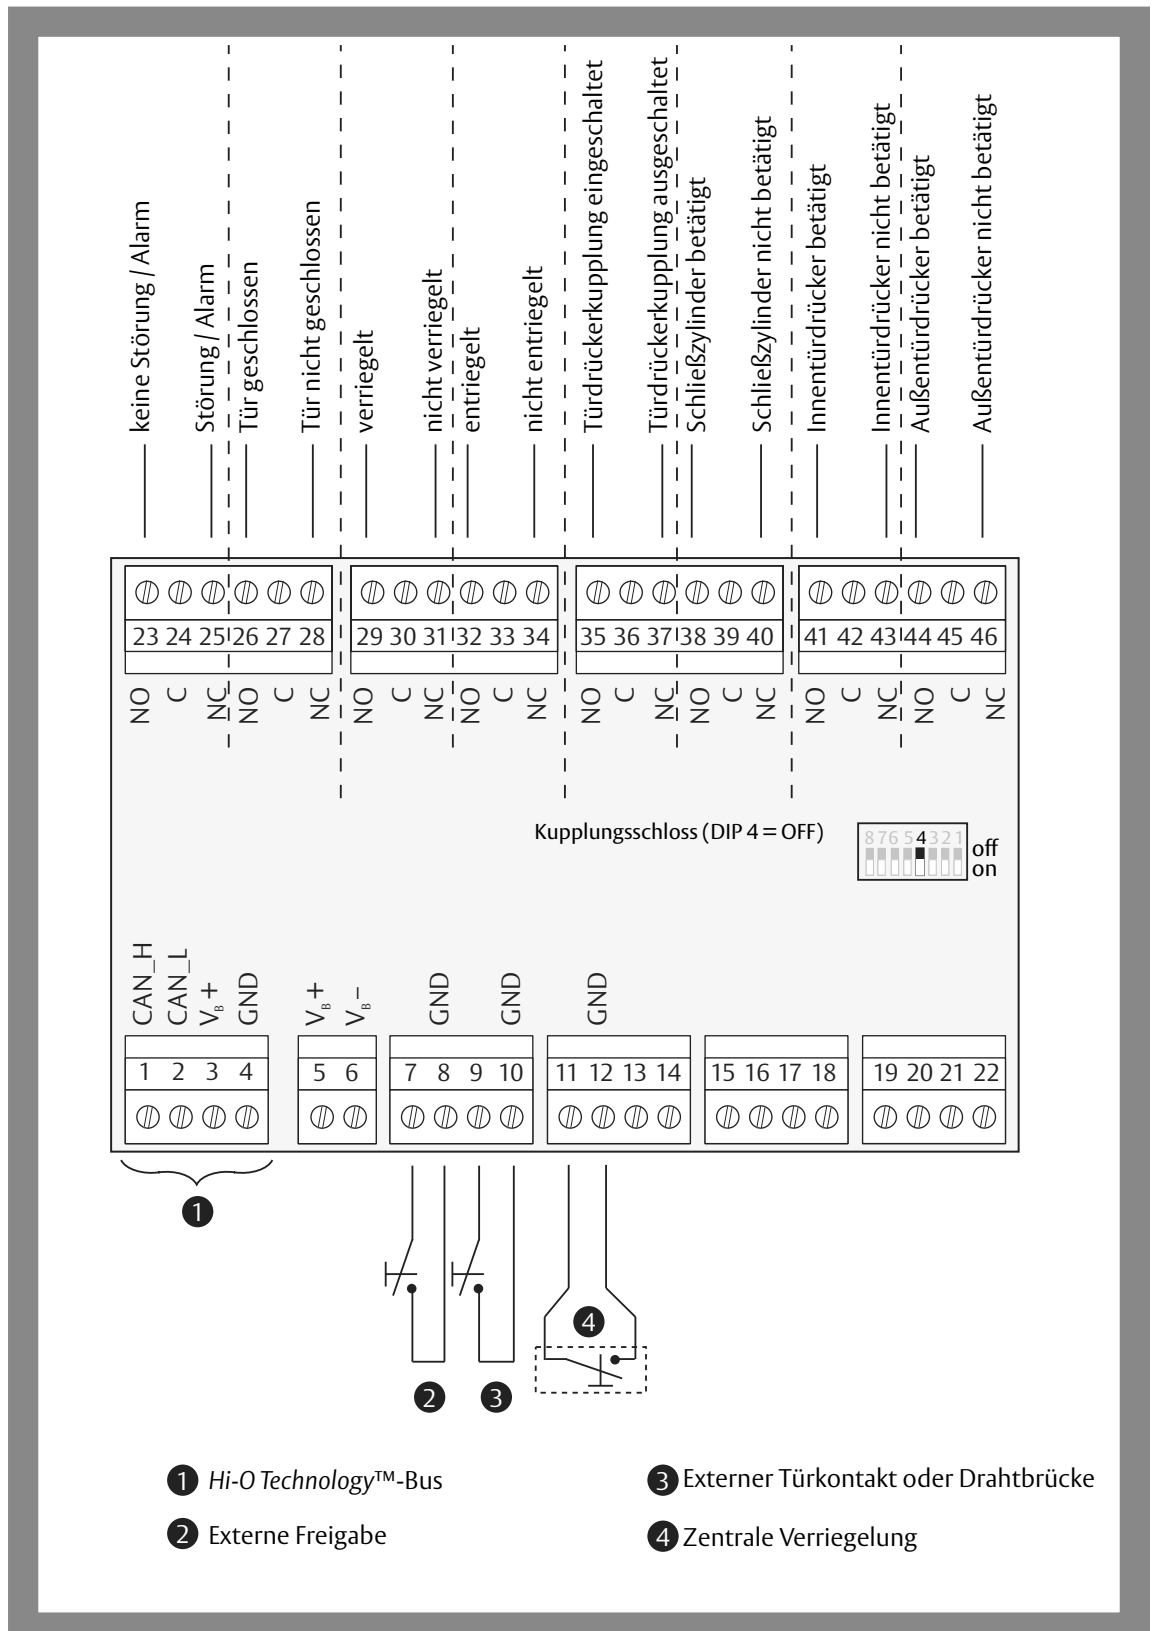 keine Störung / Alarm
Störung / Alarm
Tür geschlossen
Tür nicht geschlossen
verriegelt
nicht verriegelt
entriegelt
nicht entriegelt
Türdrückerkupplung eingeschaltet
Türdrückerkupplung ausgeschaltet
Schließzylinder betätigt
Schließzylinder nicht betätigt
Innentürdrücker betätigt
Innentürdrücker nicht betätigt
Außentürdrücker betätigt
Außentürdrücker nicht betätigt
23 24 25 26 27 28 29 30 31 32 33 34 35 36 37 38 39 40 41 42 43 44 45 46
NO C NC NO C NC NO C NC NO C NC NO C NC NO C NC NO C NC NO C NC
Kupplungsschloss (DIP 4 = OFF)
8 7 6 5 4 3 2 1
off
on
CAN_H
CAN_L
VB +
GND
VB +
VB –
GND
GND
GND
1 2 3 4 5 6 7 8 9 10 11 12 13 14 15 16 17 18 19 20 21 22
1
4
2
3
1 Hi-O Technology™-Bus
2 Externe Freigabe
3 Externer Türkontakt oder Drahtbrücke
4 Zentrale Verriegelung